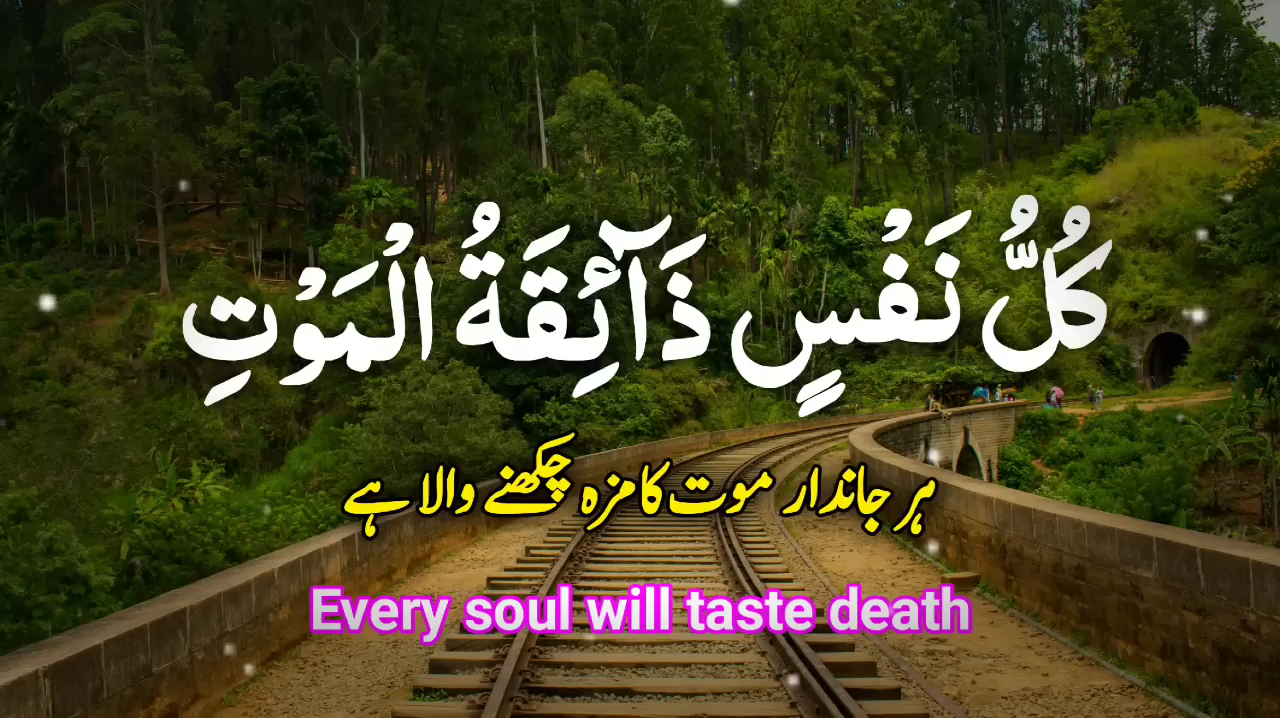 كُلُّ نَفْسٍ ذَآئِقَةُ الْمَوْتِ
ہر جاندار موت کا مزہ چکھنے والا ہے
Every soul will taste death